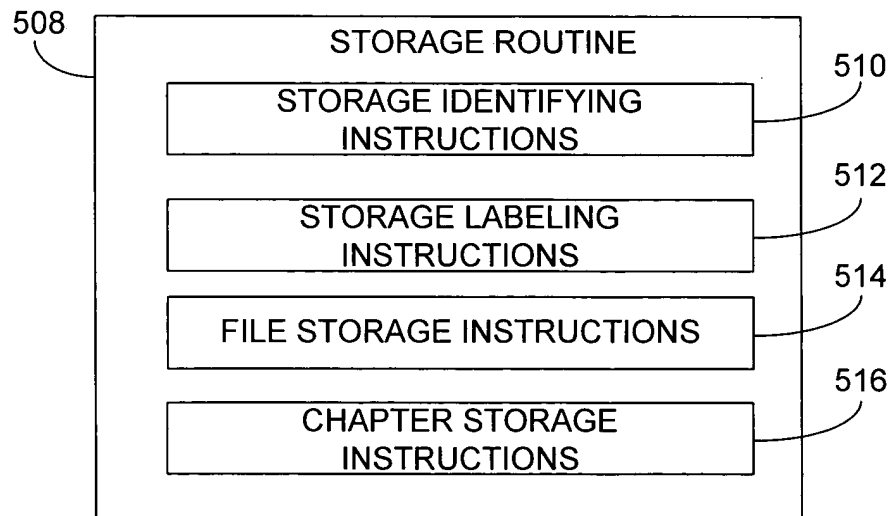 508
STORAGE ROUTINE
510
STORAGE IDENTIFYING
INSTRUCTIONS
512
STORAGE LABELING
INSTRUCTIONS
514
FILE STORAGE INSTRUCTIONS
516
CHAPTER STORAGE
INSTRUCTIONS